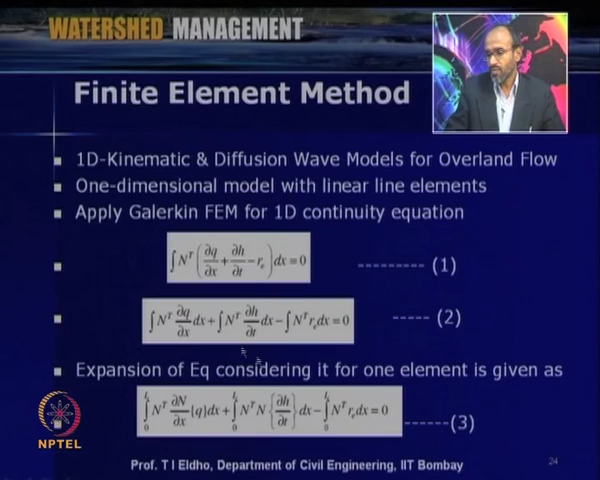 WATERSHED MANAGEMENT
Finite Element Method
▪ 1D-Kinematic & Diffusion Wave Models for Overland Flow
▪ One-dimensional model with linear line elements
▪ Apply Galerkin FEM for 1D continuity equation
▪ ∫ N^T (∂q/∂x + ∂h/∂t − r_e) dx = 0 --------- (1)
▪ ∫ N^T ∂q/∂x dx + ∫ N^T ∂h/∂t dx − ∫ N^T r_e dx = 0 ----- (2)
▪ Expansion of Eq considering it for one element is given as
∫_0^L N^T ∂N/∂x {q} dx + ∫_0^L N^T N {∂h/∂t} dx − ∫_0^L N^T r_e dx = 0 ------(3)
NPTEL
Prof. T I Eldho, Department of Civil Engineering, IIT Bombay
24